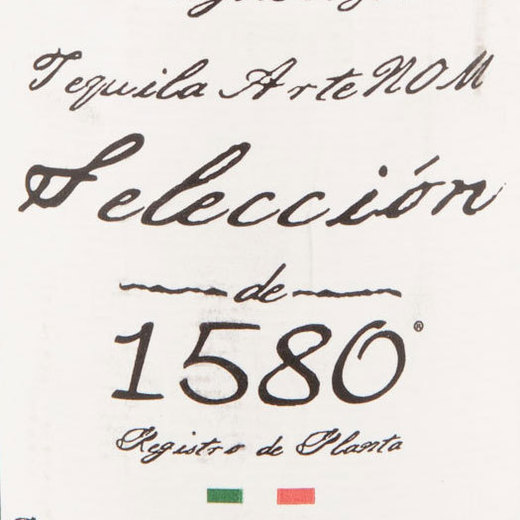 Tequila ArteNOM
Selección
de
1580®
Registro de Planta